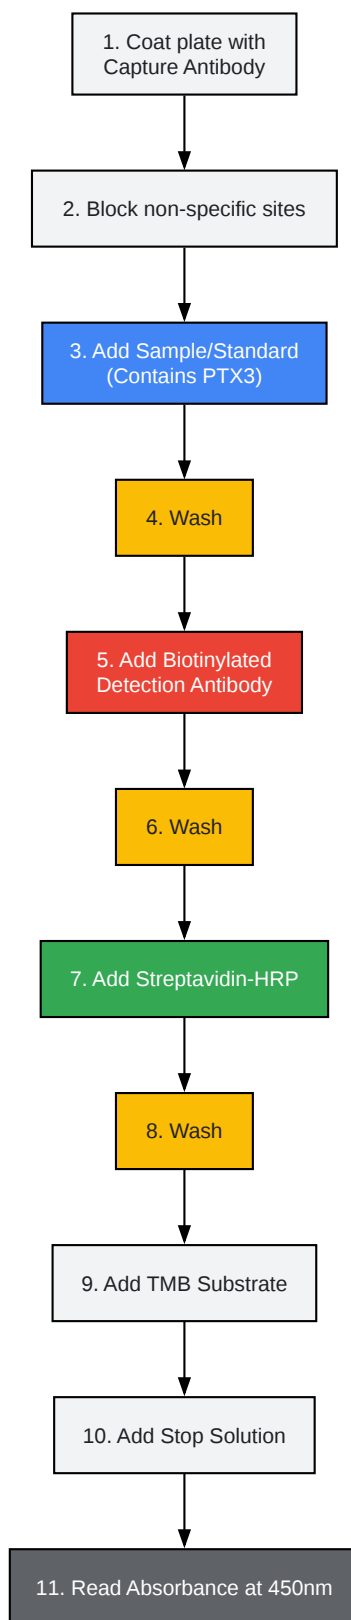 1. Coat plate with
Capture Antibody
2. Block non-specific sites
3. Add Sample/Standard
(Contains PTX3)
4. Wash
5. Add Biotinylated
Detection Antibody
6. Wash
7. Add Streptavidin-HRP
8. Wash
9. Add TMB Substrate
10. Add Stop Solution
11. Read Absorbance at 450nm